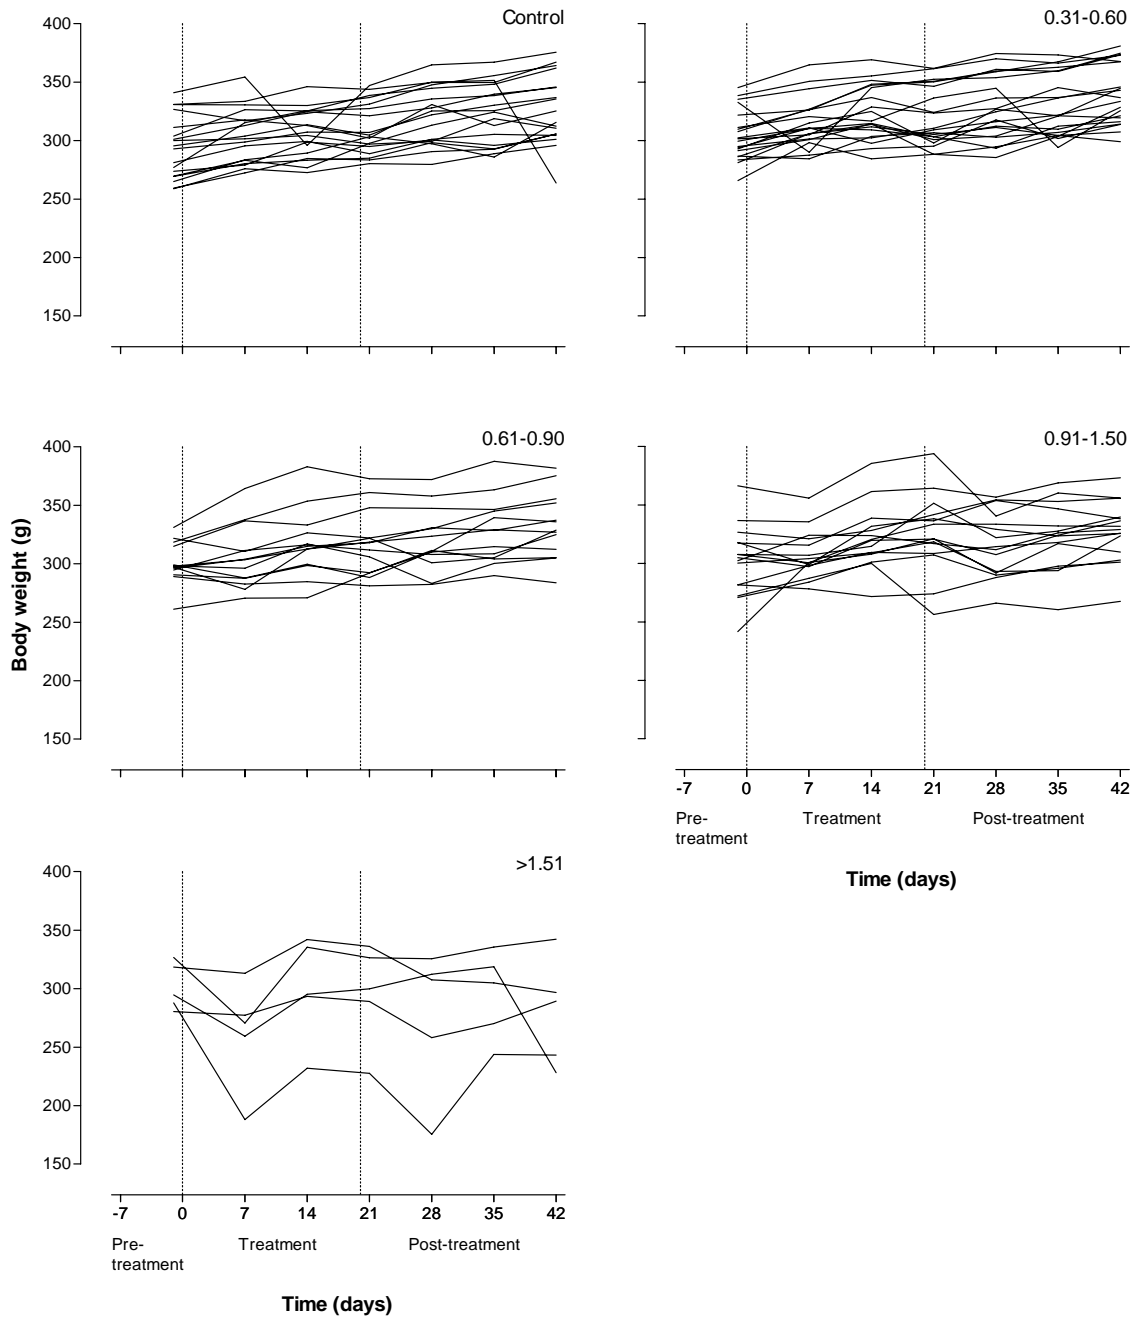 Control
400
350
300
250
200
150
0.31-0.60
Body weight (g)
0.61-0.90
400
350
300
250
200
150
0.91-1.50
-7 0 7 14 21 28 35 42
Pre-
treatment
Treatment
Post-treatment
Time (days)
>1.51
400
350
300
250
200
150
-7 0 7 14 21 28 35 42
Pre-
treatment
Treatment
Post-treatment
Time (days)